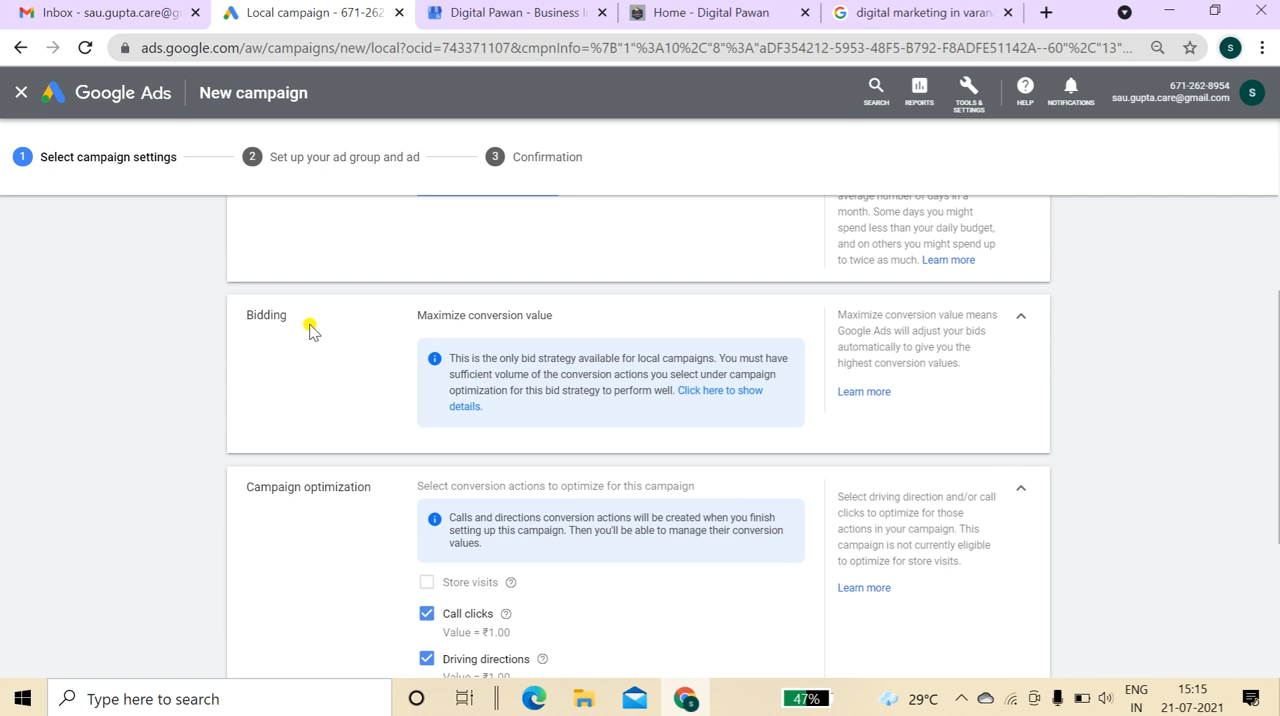 Inbox - sau.gupta.care@g
Local campaign - 671-262
Digital Pawan - Business I
Home - Digital Pawan
digital marketing in varan
ads.google.com/aw/campaigns/new/local?ocid=743371107&cmpnInfo=%7B"1"%3A10%2C"8"%3A"aDF354212-5953-48F5-B792-F8ADFE51142A--60"%2C"13"...
S
Google Ads
New campaign
SEARCH
REPORTS
TOOLS &
SETTINGS
HELP
NOTIFICATIONS
671-262-8954
sau.gupta.care@gmail.com
S
1 Select campaign settings
2 Set up your ad group and ad
3 Confirmation
average number of days in a
month. Some days you might
spend less than your daily budget,
and on others you might spend up
to twice as much. Learn more
Bidding
Maximize conversion value
This is the only bid strategy available for local campaigns. You must have
sufficient volume of the conversion actions you select under campaign
optimization for this bid strategy to perform well. Click here to show
details.
Maximize conversion value means
Google Ads will adjust your bids
automatically to give you the
highest conversion values.
Learn more
Campaign optimization
Select conversion actions to optimize for this campaign
Calls and directions conversion actions will be created when you finish
setting up this campaign. Then you'll be able to manage their conversion
values.
Store visits
Call clicks
Value = ₹1.00
Driving directions
Value = ₹1.00
Select driving direction and/or call
clicks to optimize for those
actions in your campaign. This
campaign is not currently eligible
to optimize for store visits.
Learn more
Type here to search
47%
29°C
ENG
IN
15:15
21-07-2021